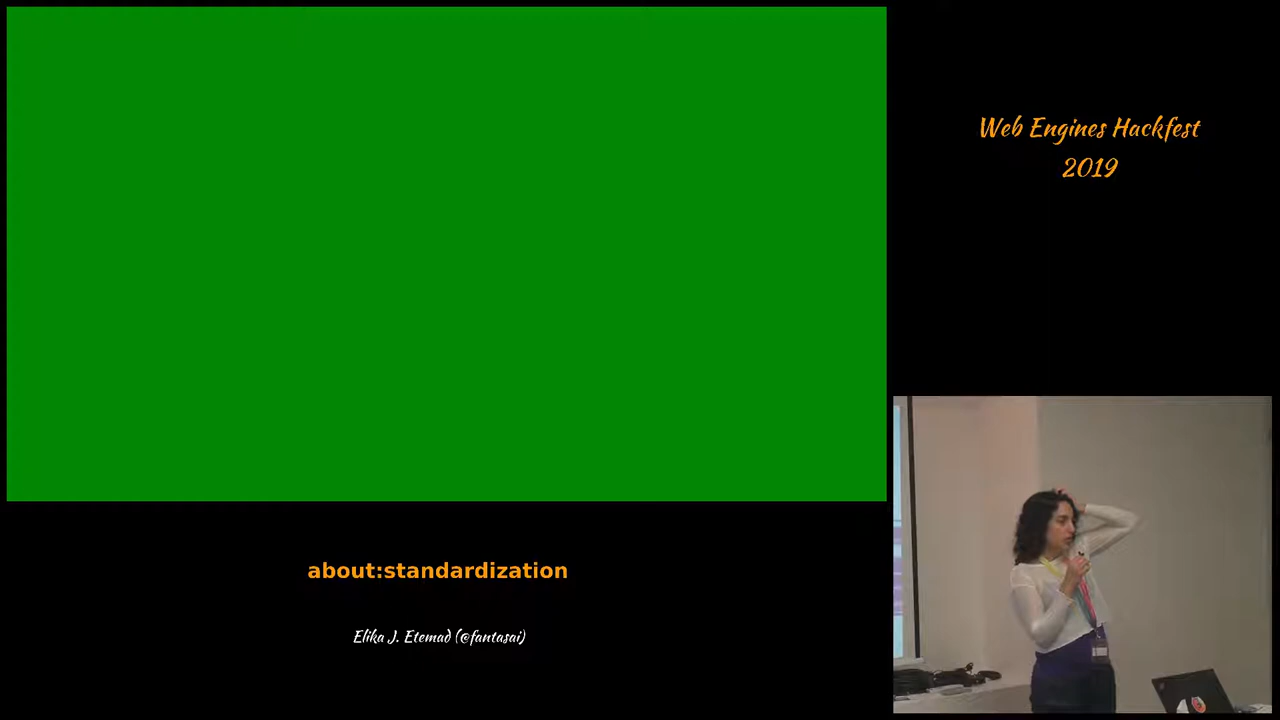 Web Engines Hackfest
2019
about:standardization
Elika J. Etemad (@fantasai)